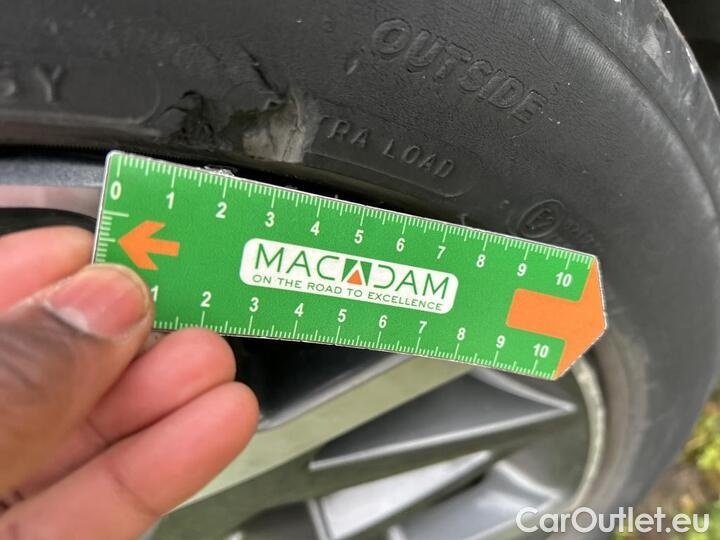 OUTSIDE
5 Y
TRA LOAD
0 1 2 3 4 5 6 7 8 9 10
MACADAM
ON THE ROAD TO EXCELLENCE
1 2 3 4 5 6 7 8 9 10
CarOutlet.eu